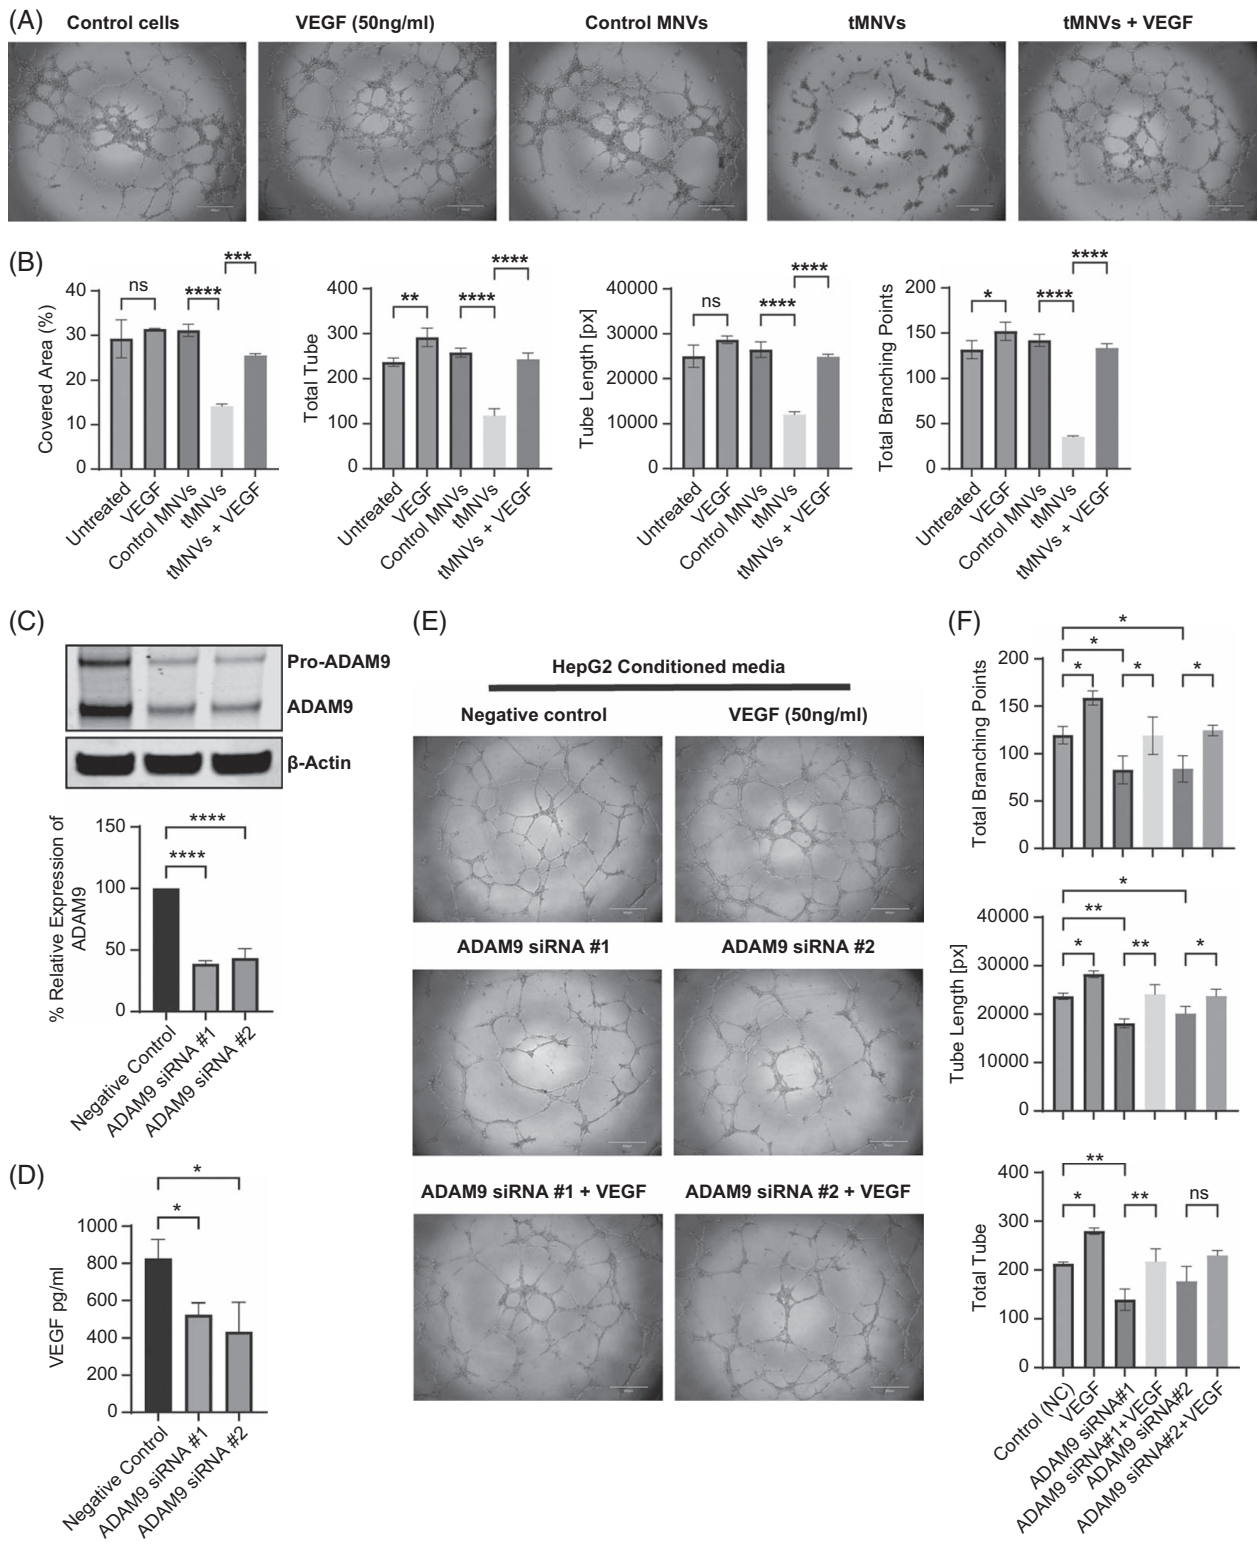 (A)
Control cells
VEGF (50ng/ml)
Control MNVs
tMNVs
tMNVs + VEGF
(B)
Covered Area (%)
40
30
20
10
0
ns
****
***
Untreated
VEGF
Control MNVs
tMNVs
tMNVs + VEGF
Total Tube
400
300
200
100
0
**
****
****
Untreated
VEGF
Control MNVs
tMNVs
tMNVs + VEGF
Tube Length [px]
40000
30000
20000
10000
0
ns
****
****
Untreated
VEGF
Control MNVs
tMNVs
tMNVs + VEGF
Total Branching Points
200
150
100
50
0
*
****
****
Untreated
VEGF
Control MNVs
tMNVs
tMNVs + VEGF
(C)
Pro-ADAM9
ADAM9
β-Actin
% Relative Expression of
ADAM9
150
100
50
0
****
****
Negative Control
ADAM9 siRNA #1
ADAM9 siRNA #2
(D)
VEGF pg/ml
1000
800
600
400
200
0
*
*
Negative Control
ADAM9 siRNA #1
ADAM9 siRNA #2
(E)
HepG2 Conditioned media
Negative control
VEGF (50ng/ml)
ADAM9 siRNA #1
ADAM9 siRNA #2
ADAM9 siRNA #1 + VEGF
ADAM9 siRNA #2 + VEGF
(F)
Total Branching Points
200
150
100
50
0
*
*
*
*
*
Tube Length [px]
40000
30000
20000
10000
0
*
**
*
**
*
Total Tube
400
300
200
100
0
**
*
**
ns
Control (NC)
VEGF
ADAM9 siRNA#1
ADAM9 siRNA#1+VEGF
ADAM9 siRNA#2
ADAM9 siRNA#2+VEGF